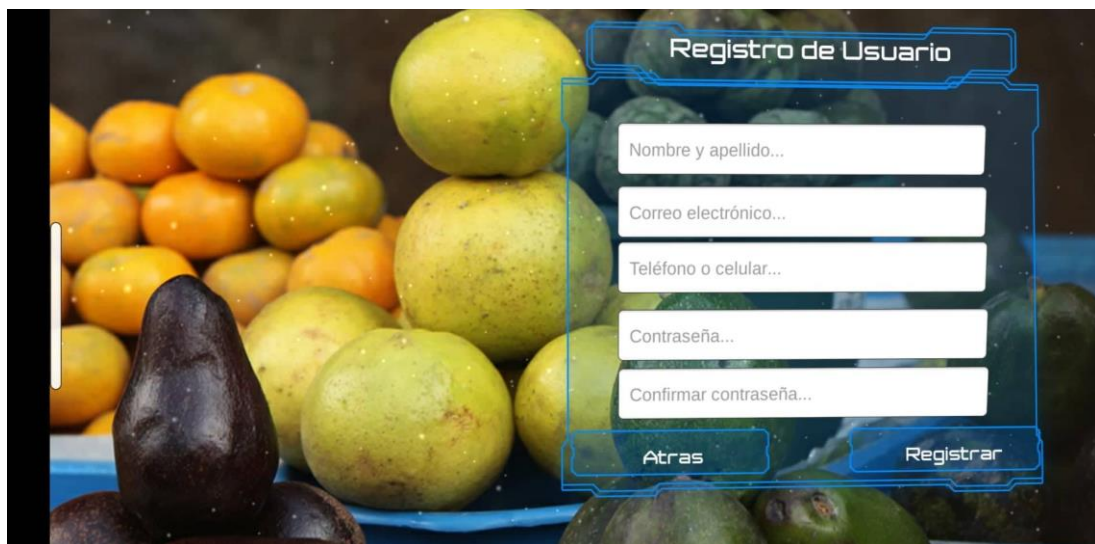 Registro de Usuario
Nombre y apellido...
Correo electrónico...
Teléfono o celular...
Contraseña...
Confirmar contraseña...
Atras
Registrar